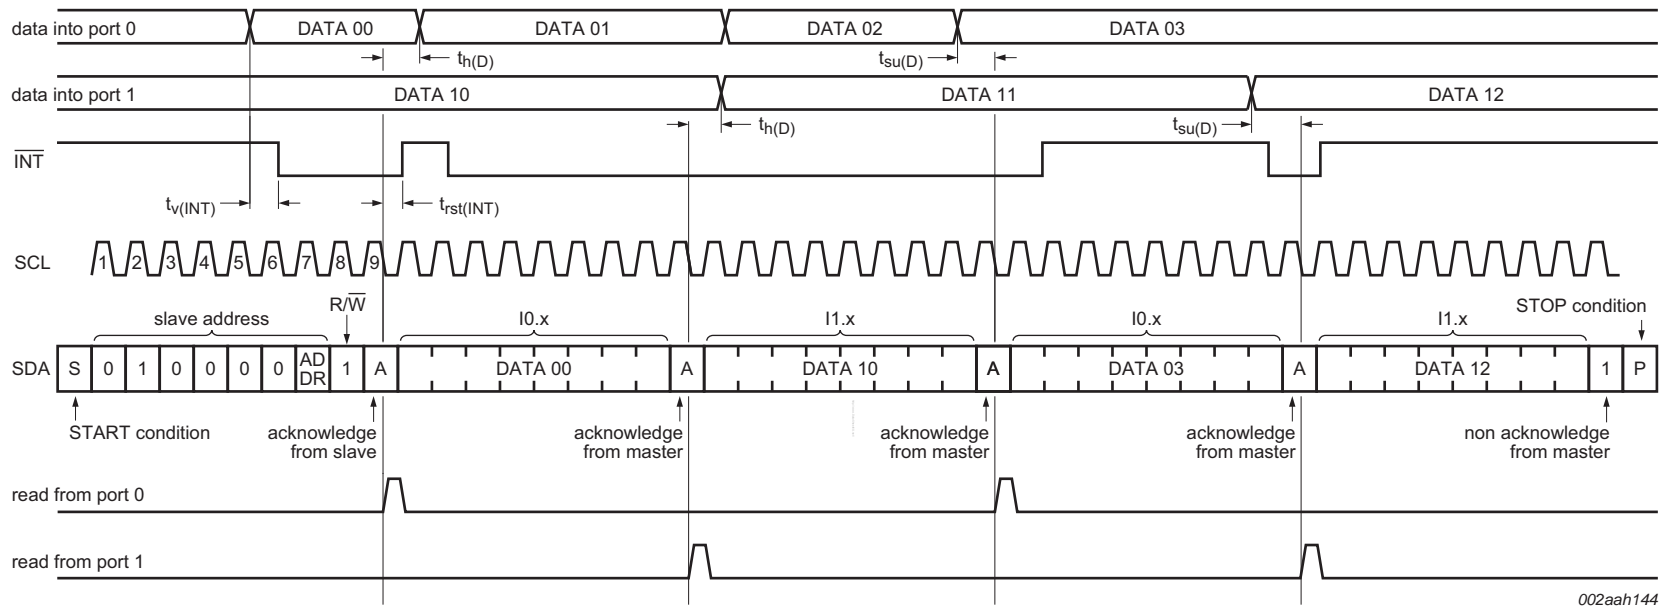 data into port 0 DATA 00 DATA 01 DATA 02 DATA 03
th(D) tsu(D)
data into port 1 DATA 10 DATA 11 DATA 12
th(D) tsu(D)
INT
tv(INT) trst(INT)
SCL 1 2 3 4 5 6 7 8 9
R/W
slave address I0.x I1.x I0.x I1.x STOP condition
SDA S 0 1 0 0 0 0 AD DR 1 A DATA 00 A DATA 10 A DATA 03 A DATA 12 1 P
START condition acknowledge from slave acknowledge from master acknowledge from master acknowledge from master non acknowledge from master
read from port 0
read from port 1
002aah144